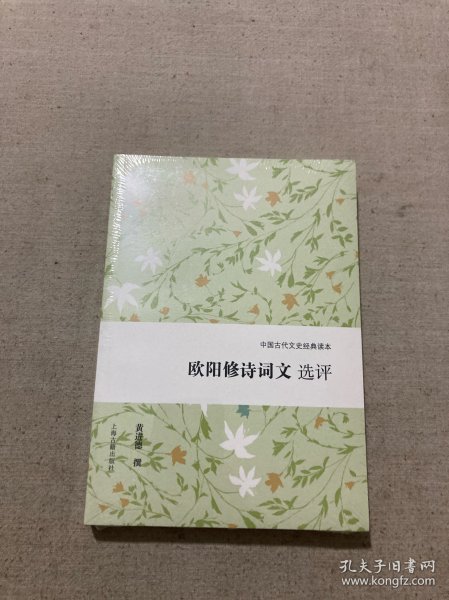 中国古代文史经典读本
欧阳修诗词文 选评
黄进德 撰
上海古籍出版社
孔夫子旧书网
www.kongfz.com